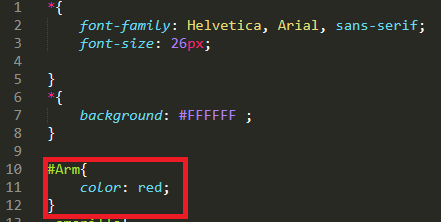 1 *{
2 font-family: Helvetica, Arial, sans-serif;
3 font-size: 26px;
4
5 }
6 *{
7 background: #FFFFFF ;
8 }
9
10 #Arm{
11 color: red;
12 }
13